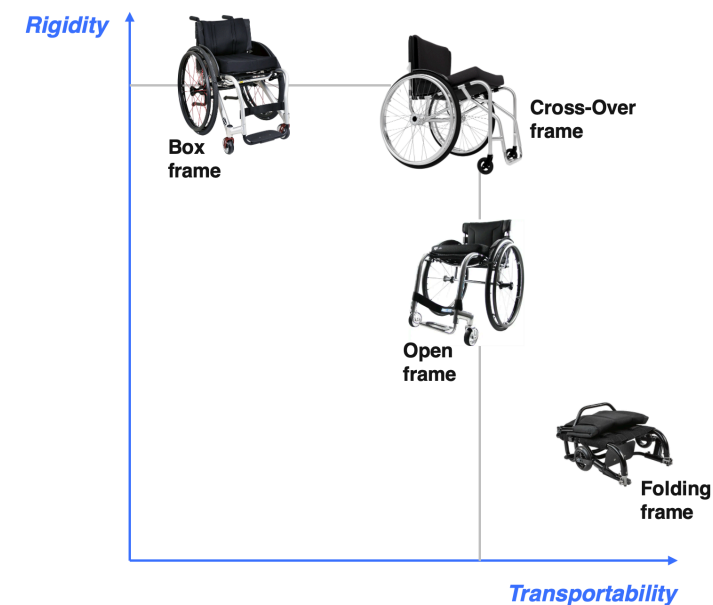 Rigidity
Box
frame
Cross-Over
frame
Open
frame
Folding
frame
Transportability